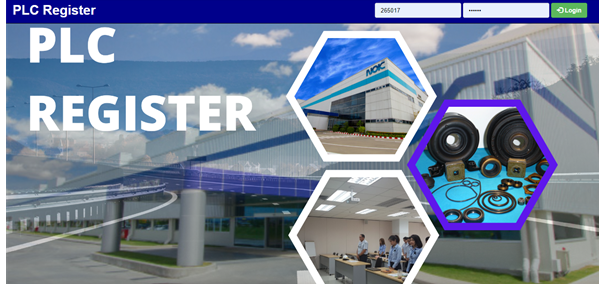 PLC Register
265017
••••••
Login
PLC
REGISTER
NOK